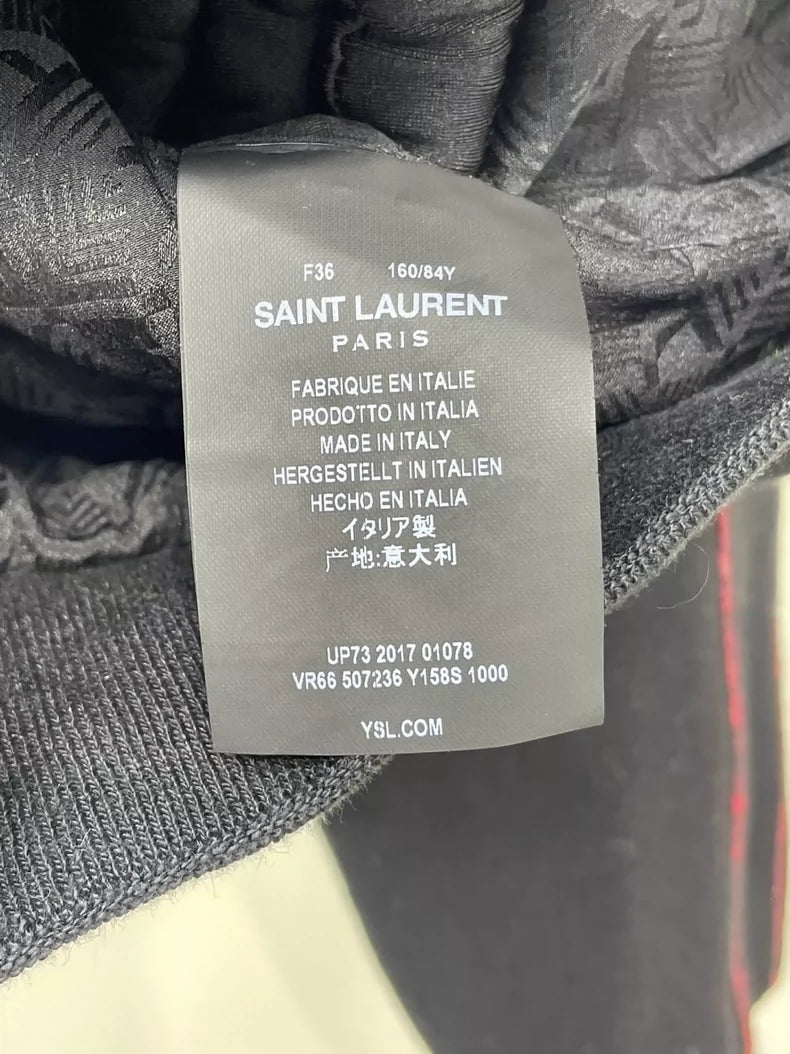 F36 160/84Y
SAINT LAURENT
PARIS
FABRIQUE EN ITALIE
PRODOTTO IN ITALIA
MADE IN ITALY
HERGESTELLT IN ITALIEN
HECHO EN ITALIA
イタリア製
产地:意大利
UP73 2017 01078
VR66 507236 Y158S 1000
YSL.COM